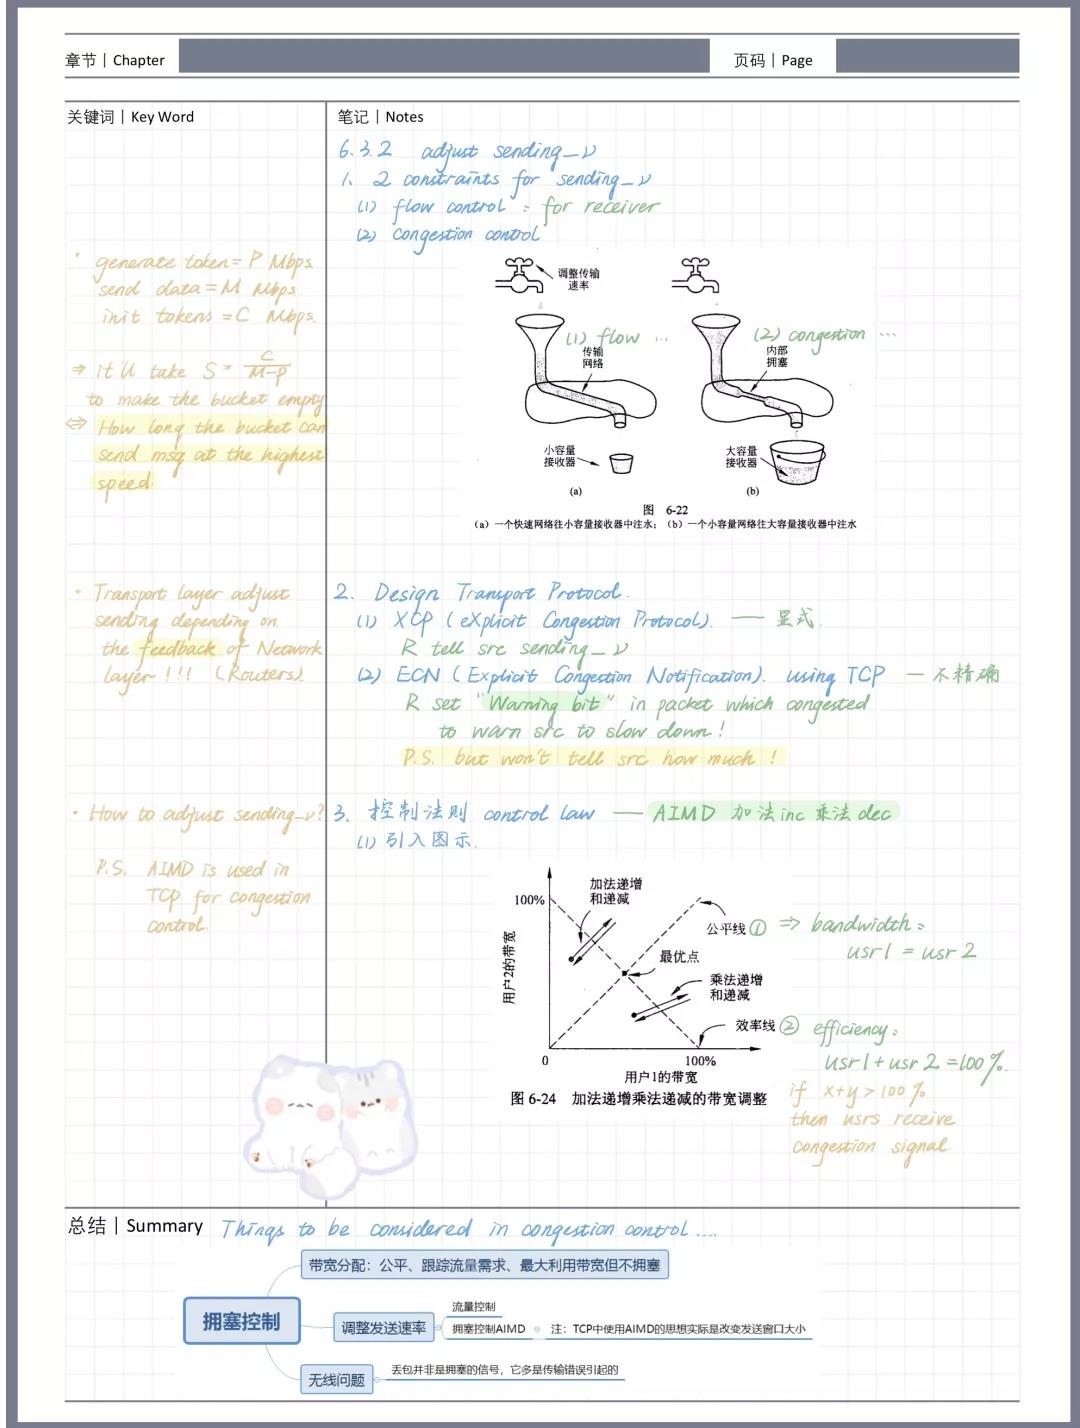 章节 | Chapter
页码 | Page
关键词 | Key Word
笔记 | Notes
6.3.2 adjust sending_v
1. 2 constraints for sending_v
(1) flow control : for receiver
(2) congestion control
· generate token = P Mbps
send data = M Mbps
init tokens = C Mbps.
⇒ it'll take S = C/(M-P)
to make the bucket empty
⇔ How long the bucket can
send msg at the highest
speed.
调整传输
速率
(1) flow ...
传输
网络
小容量
接收器
(a)
(2) congestion ...
内部
拥塞
大容量
接收器
(b)
图 6-22
(a) 一个快速网络往小容量接收器中注水; (b) 一个小容量网络往大容量接收器中注水
· Transport layer adjust
sending depending on
the feedback of Network
layer!!! (Routers)
2. Design Transport Protocol.
(1) XCP (eXplicit Congestion Protocol). — 显式.
R tell src sending_v
(2) ECN (Explicit Congestion Notification). using TCP — 不精确
R set "Warning bit" in packet which congested
to warn src to slow down!
P.S. but won't tell src how much!
· How to adjust sending_v?
P.S. AIMD is used in
TCP for congestion
control.
3. 控制法则 control law — AIMD 加法inc 乘法dec
(1) 引入图示.
100%
加法递增
和递减
公平线 ① ⇒ bandwidth:
usr1 = usr2
用户2的带宽
最优点
乘法递增
和递减
效率线 ② efficiency:
usr1+usr2=100%.
0
100%
用户1的带宽
if x+y>100%
then usrs receive
congestion signal.
图 6-24 加法递增乘法递减的带宽调整
总结 | Summary Things to be considered in congestion control ....
带宽分配：公平、跟踪流量需求、最大利用带宽但不拥塞
拥塞控制
调整发送速率
流量控制
拥塞控制AIMD
注：TCP中使用AIMD的思想实际是改变发送窗口大小
无线问题
丢包并非是拥塞的信号，它多是传输错误引起的